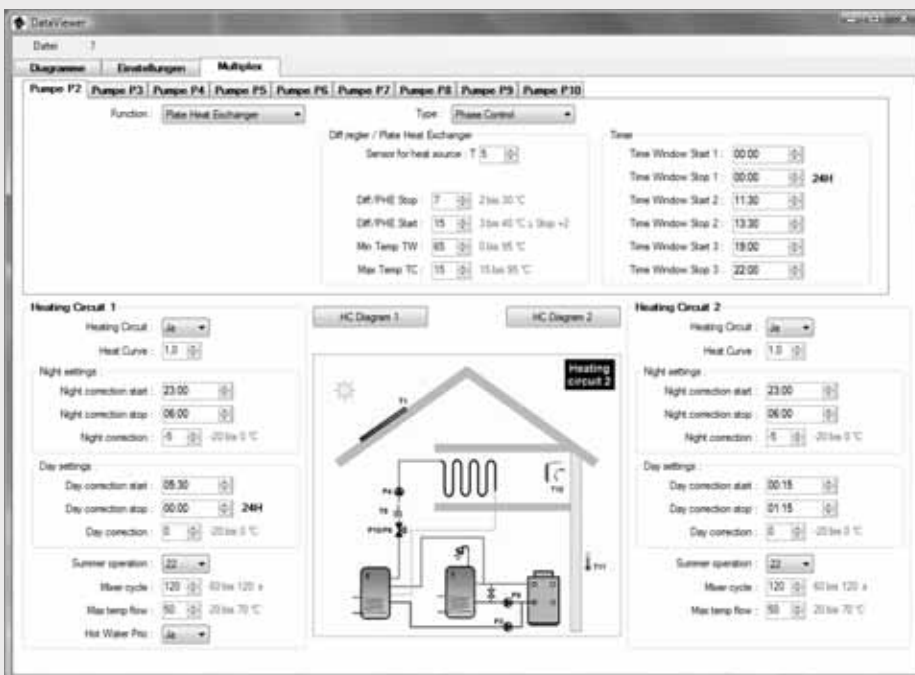 DataViewer
Datei ?
Diagramme Einstellungen Multiplex
Pumpe P2 Pumpe P3 Pumpe P4 Pumpe P5 Pumpe P6 Pumpe P7 Pumpe P8 Pumpe P9 Pumpe P10
Function : Plate Heat Exchanger Type : Phase Control
Diff.regler / Plate Heat Exchanger
Sensor for heat source : T 5
Diff/PHE Stop : 7 2 bis 30 °C
Diff/PHE Start : 15 3 bis 40 °C ≥ Stop +2
Min Temp TW : 65 0 bis 95 °C
Max Temp TC : 15 15 bis 95 °C
Timer
Time Window Start 1 : 00:00
Time Window Stop 1 : 00:00 24H
Time Window Start 2 : 11:30
Time Window Stop 2 : 13:30
Time Window Start 3 : 19:00
Time Window Stop 3 : 22:00
Heating Circuit 1
Heating Circuit : Ja
Heat Curve : 1,0
Night settings
Night correction start : 23:00
Night correction stop : 06:00
Night correction : -5 -20 bis 0 °C
Day settings
Day correction start : 05:30
Day correction stop : 00:00 24H
Day correction : 0 -20 bis 0 °C
Summer operation : 22
Mixer cycle : 120 60 bis 120 s
Max temp flow : 50 20 bis 70 °C
Hot Water Prio : Ja
HC Diagram 1 HC Diagram 2
Heating
circuit 2
T1
T10
P4
P10/P9
T11
Heating Circuit 2
Heating Circuit : Ja
Heat Curve : 1,0
Night settings :
Night correction start : 23:00
Night correction stop : 06:00
Night correction : -5 -20 bis 0 °C
Day settings :
Day correction start : 00:15
Day correction stop : 01:15
Day correction : 0 -20 bis 0 °C
Summer operation : 22
Mixer cycle : 120 60 bis 120 s
Max temp flow : 50 20 bis 70 °C